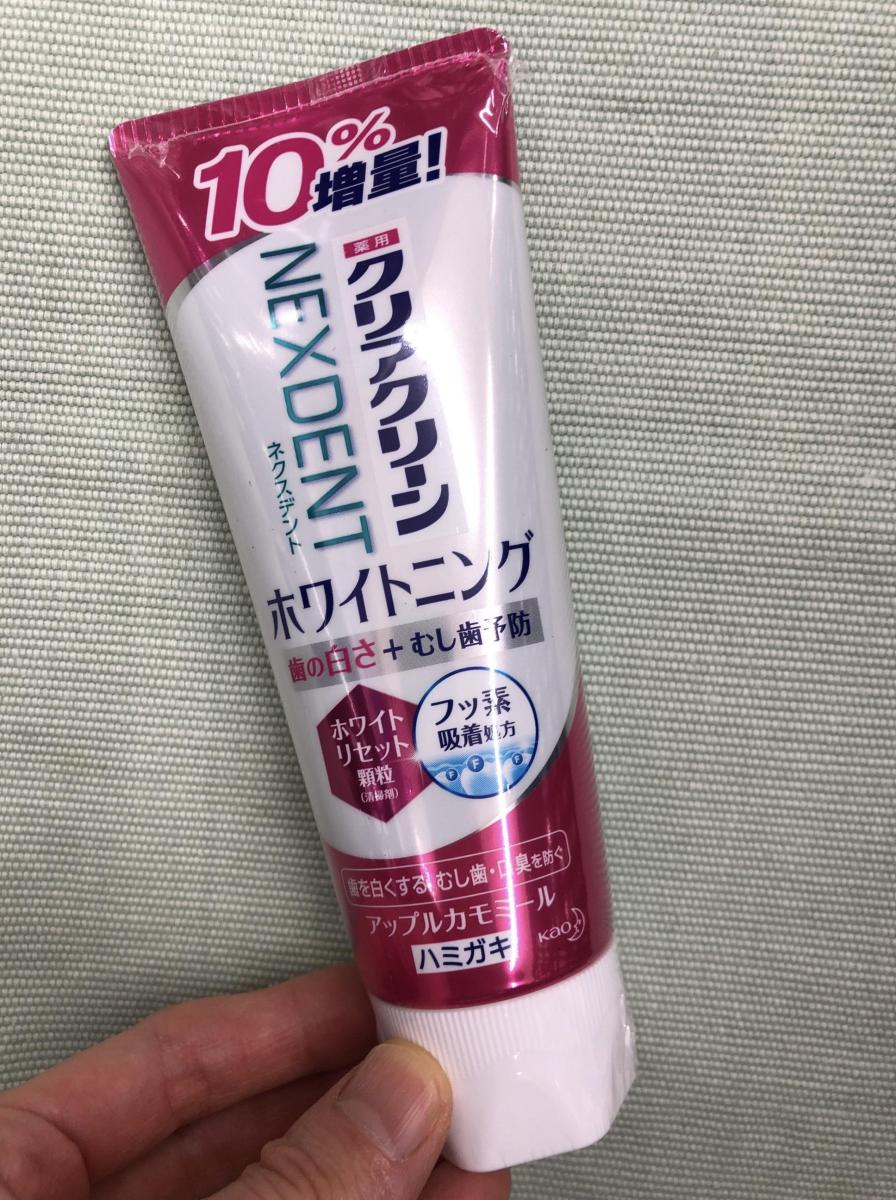 10%増量!
薬用
クリアクリーン
NEXDENT
ネクスデント
ホワイトニング
歯の白さ+むし歯予防
ホワイト
リセット
顆粒
(清掃剤)
フッ素
吸着処方
F F F
歯を白くする むし歯・口臭を防ぐ
アップルカモミール
ハミガキ
Kao